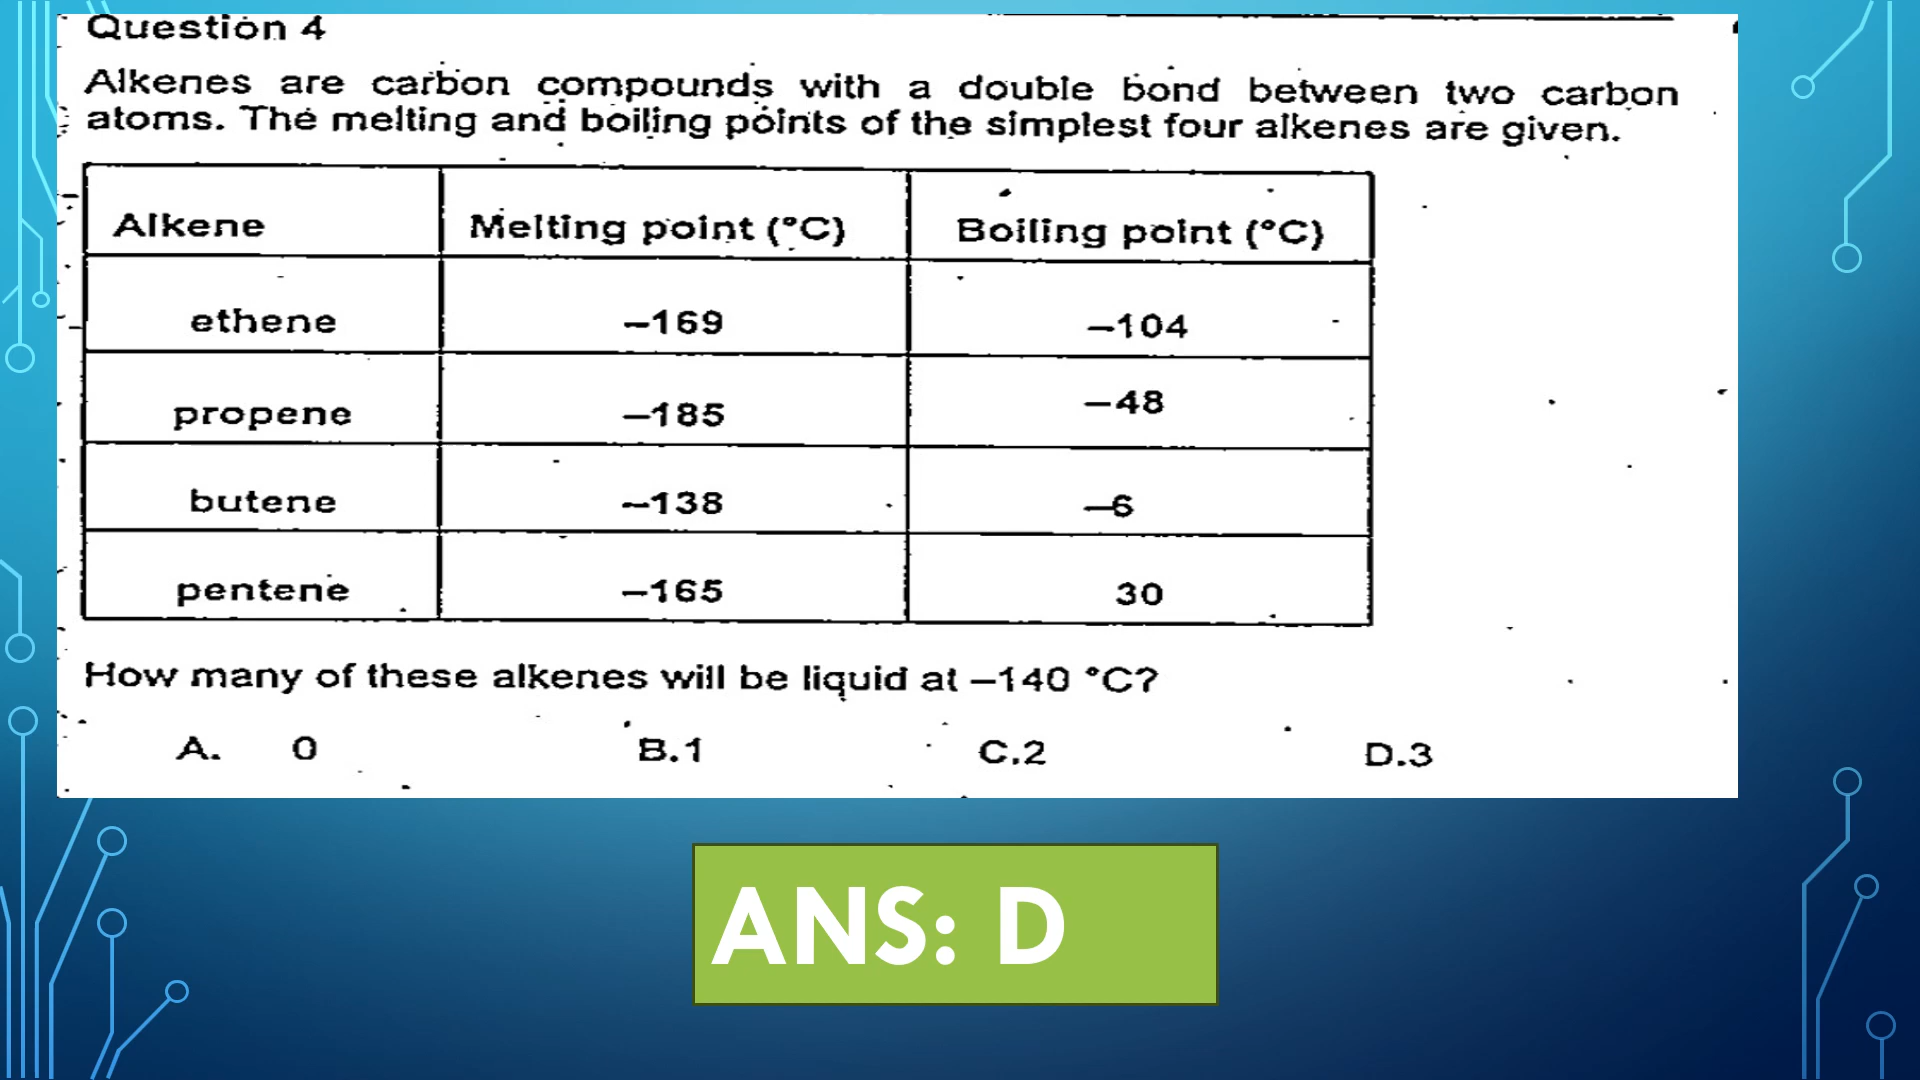 Question 4
Alkenes are carbon compounds with a double bond between two carbon
atoms. The melting and boiling points of the simplest four alkenes are given.
Alkene Melting point (°C) Boiling point (°C)
ethene –169 –104
propene –185 –48
butene –138 –6
pentene –165 30
How many of these alkenes will be liquid at –140 °C?
A. 0 B.1 C.2 D.3
ANS: D